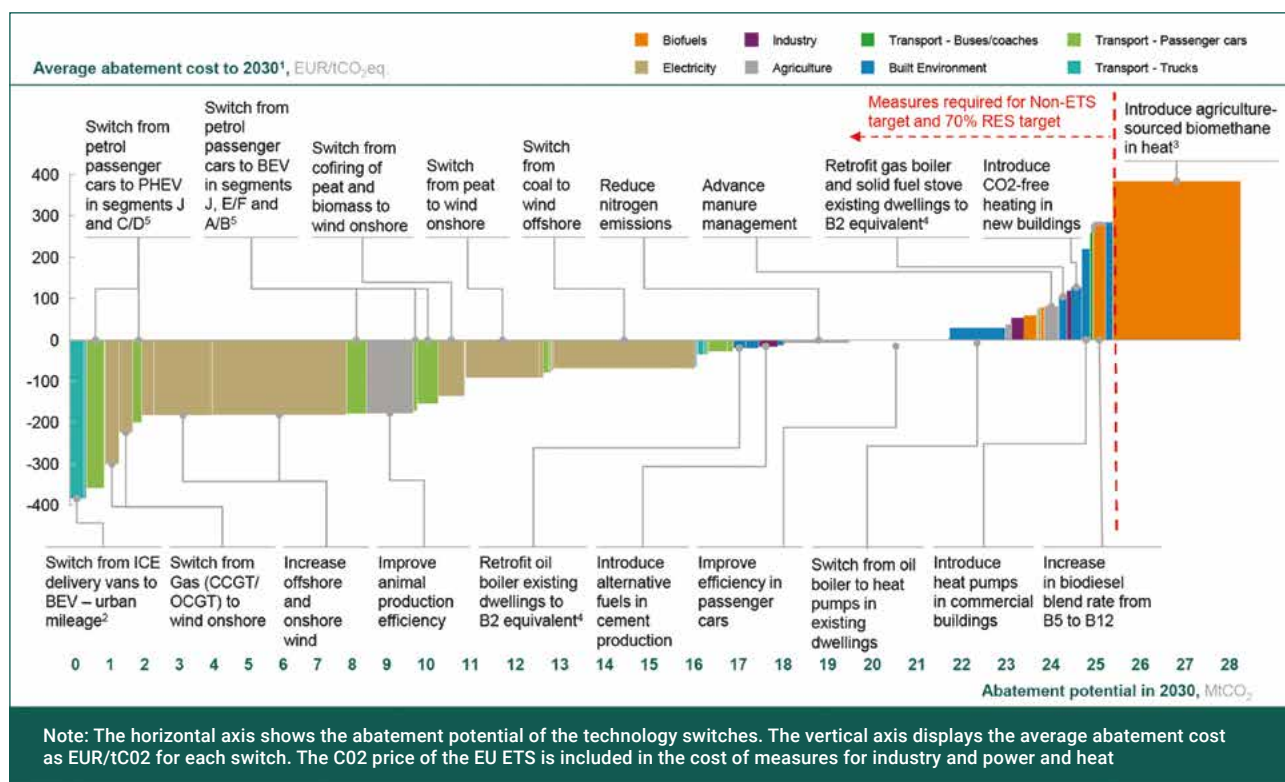 Biofuels
Industry
Transport - Buses/coaches
Transport - Passenger cars
Electricity
Agriculture
Built Environment
Transport - Trucks
Average abatement cost to 2030¹, EUR/tCO₂eq.
Measures required for Non-ETS
target and 70% RES target
Switch from
petrol
passenger
cars to PHEV
in segments J
and C/D⁵
Switch from
petrol
passenger
cars to BEV
in segments
J, E/F and
A/B⁵
Switch from
cofiring of
peat and
biomass to
wind onshore
Switch
from peat
to wind
onshore
Switch
from
coal to
wind
offshore
Reduce
nitrogen
emissions
Advance
manure
management
Retrofit gas boiler
and solid fuel stove
existing dwellings to
B2 equivalent⁴
Introduce
CO2-free
heating in
new buildings
Introduce agriculture-
sourced biomethane
in heat³
400
300
200
100
0
-100
-200
-300
-400
Switch from ICE
delivery vans to
BEV – urban
mileage²
Switch from
Gas (CCGT/
OCGT) to
wind onshore
Increase
offshore
and
onshore
wind
Improve
animal
production
efficiency
Retrofit oil
boiler existing
dwellings to
B2 equivalent⁴
Introduce
alternative
fuels in
cement
production
Improve
efficiency in
passenger
cars
Switch from oil
boiler to heat
pumps in
existing
dwellings
Introduce
heat pumps
in commercial
buildings
Increase
in biodiesel
blend rate from
B5 to B12
0 1 2 3 4 5 6 7 8 9 10 11 12 13 14 15 16 17 18 19 20 21 22 23 24 25 26 27 28
Abatement potential in 2030, MtCO₂
Note: The horizontal axis shows the abatement potential of the technology switches. The vertical axis displays the average abatement cost
as EUR/tC02 for each switch. The C02 price of the EU ETS is included in the cost of measures for industry and power and heat